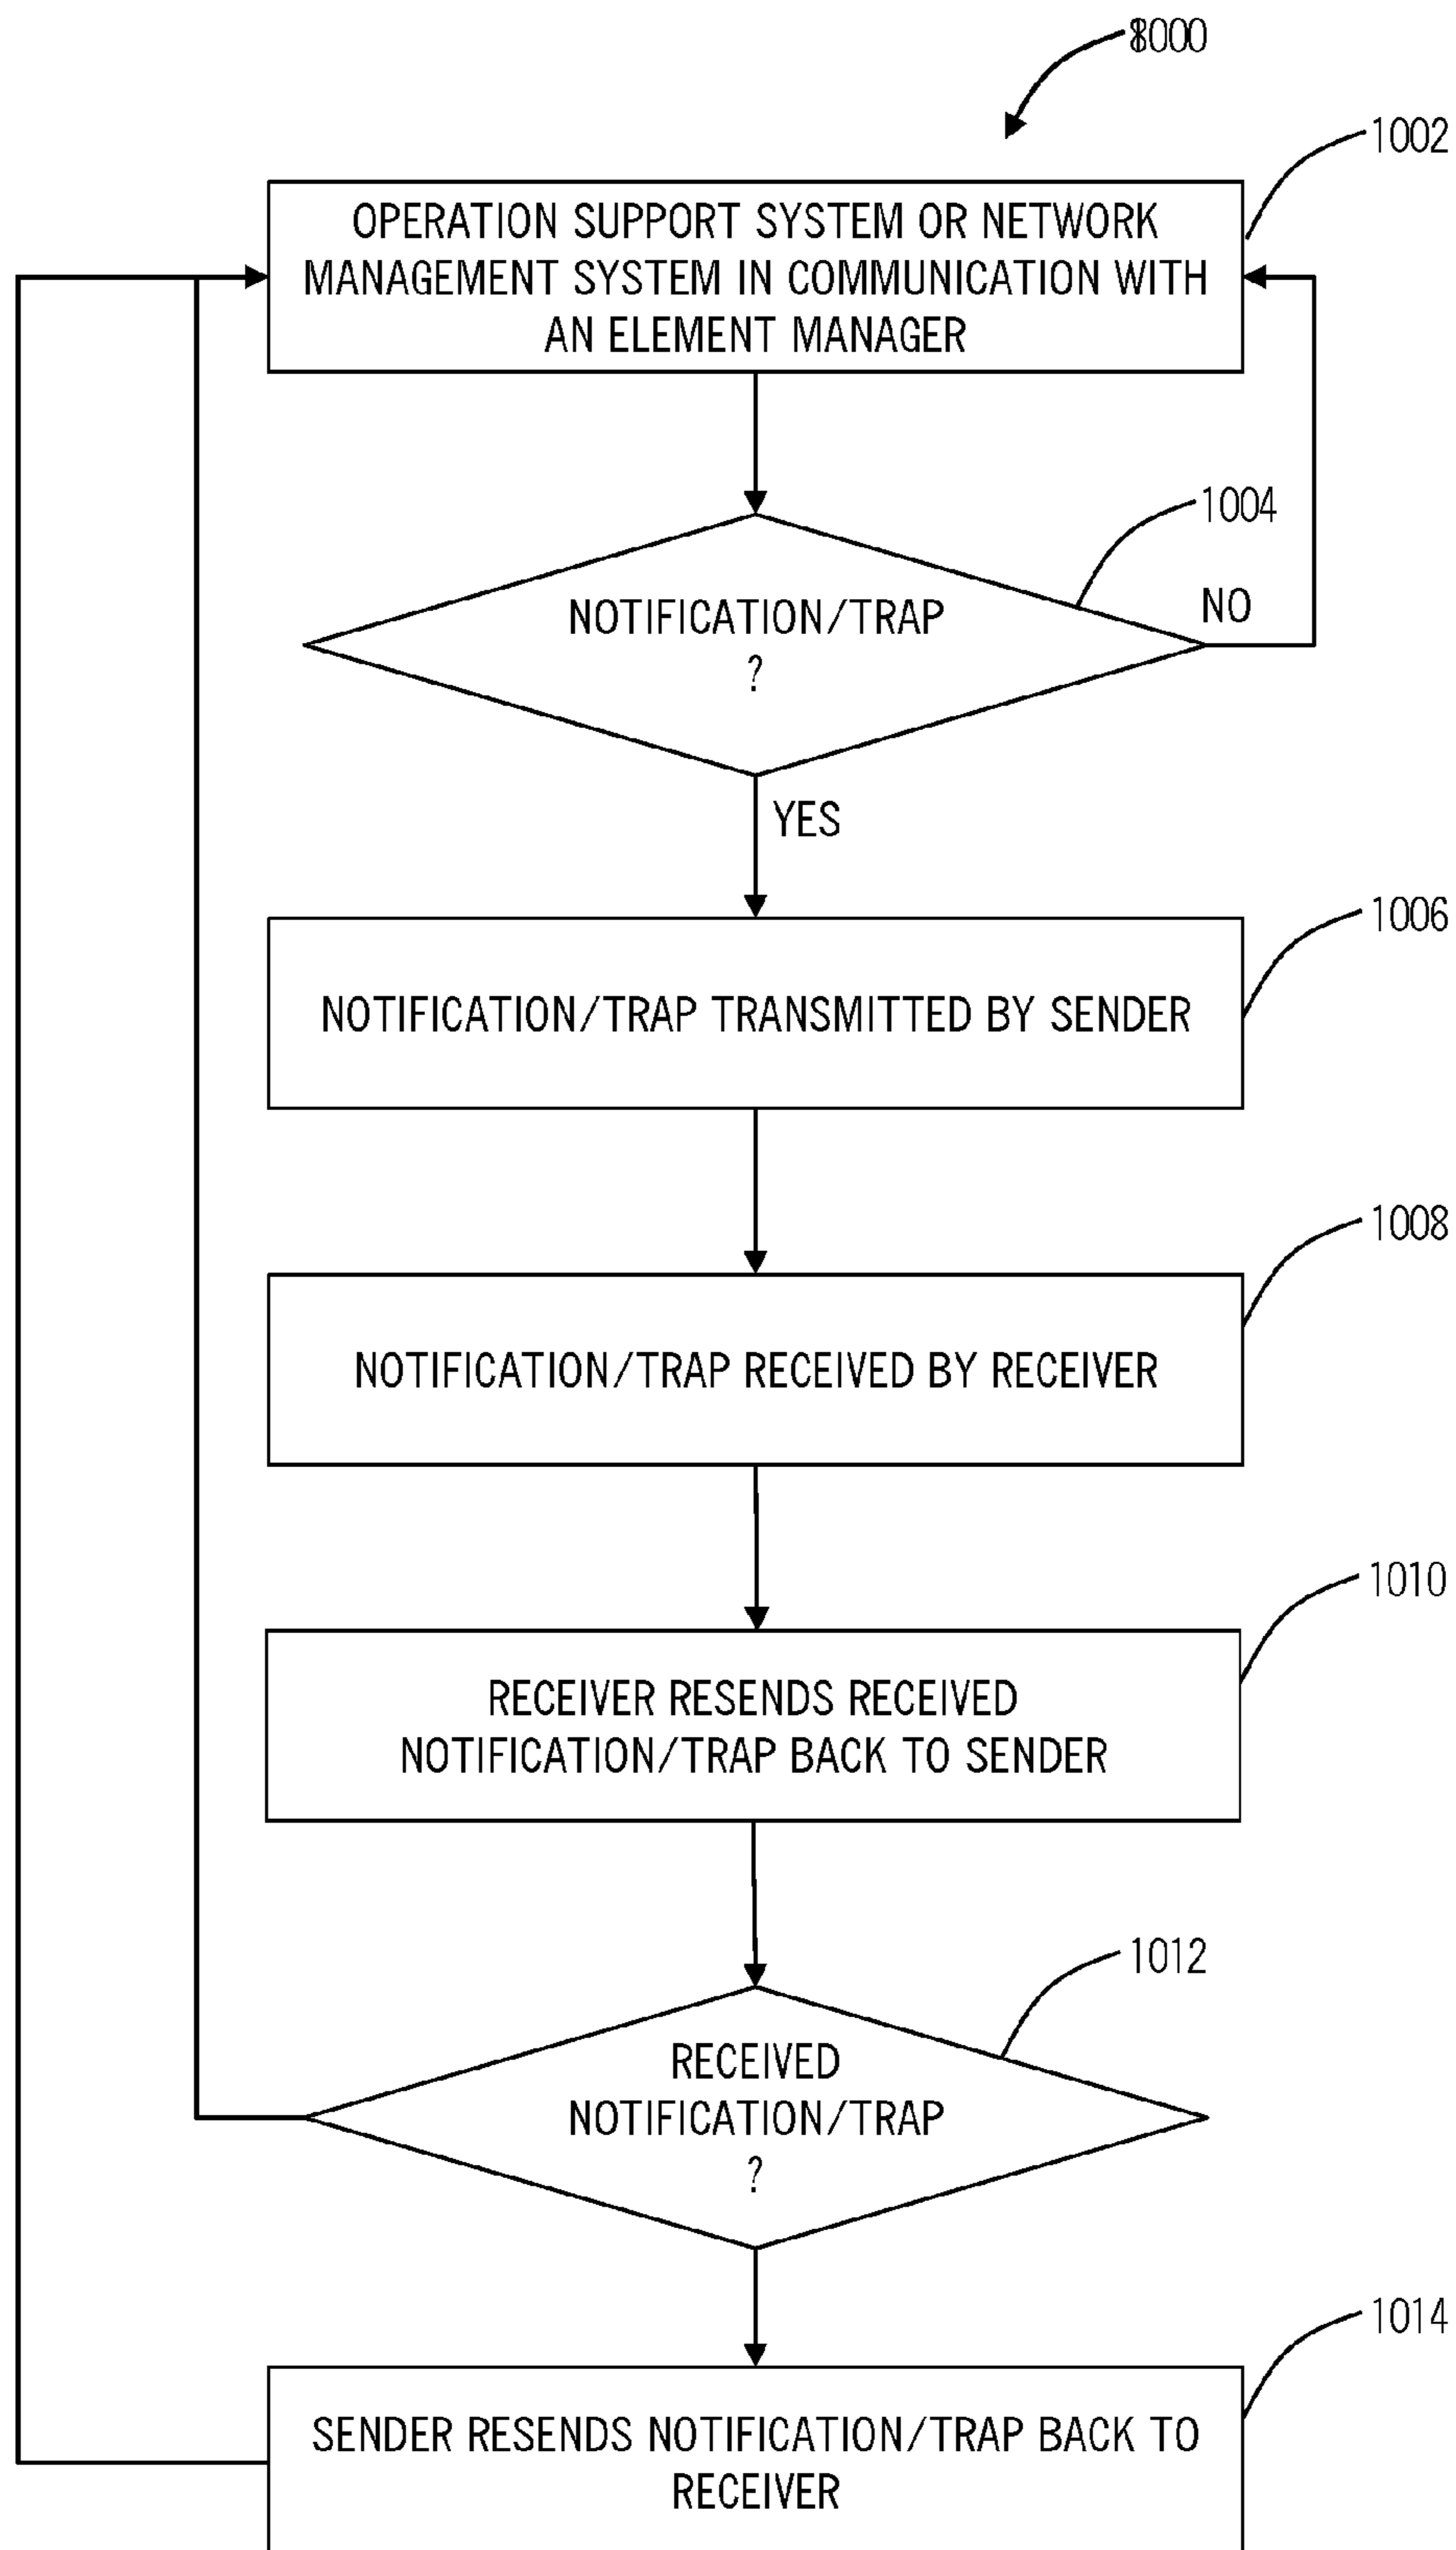 8000
1002
OPERATION SUPPORT SYSTEM OR NETWORK
MANAGEMENT SYSTEM IN COMMUNICATION WITH
AN ELEMENT MANAGER
1004
NOTIFICATION/TRAP
?
NO
YES
1006
NOTIFICATION/TRAP TRANSMITTED BY SENDER
1008
NOTIFICATION/TRAP RECEIVED BY RECEIVER
1010
RECEIVER RESENDS RECEIVED
NOTIFICATION/TRAP BACK TO SENDER
1012
RECEIVED
NOTIFICATION/TRAP
?
1014
SENDER RESENDS NOTIFICATION/TRAP BACK TO
RECEIVER